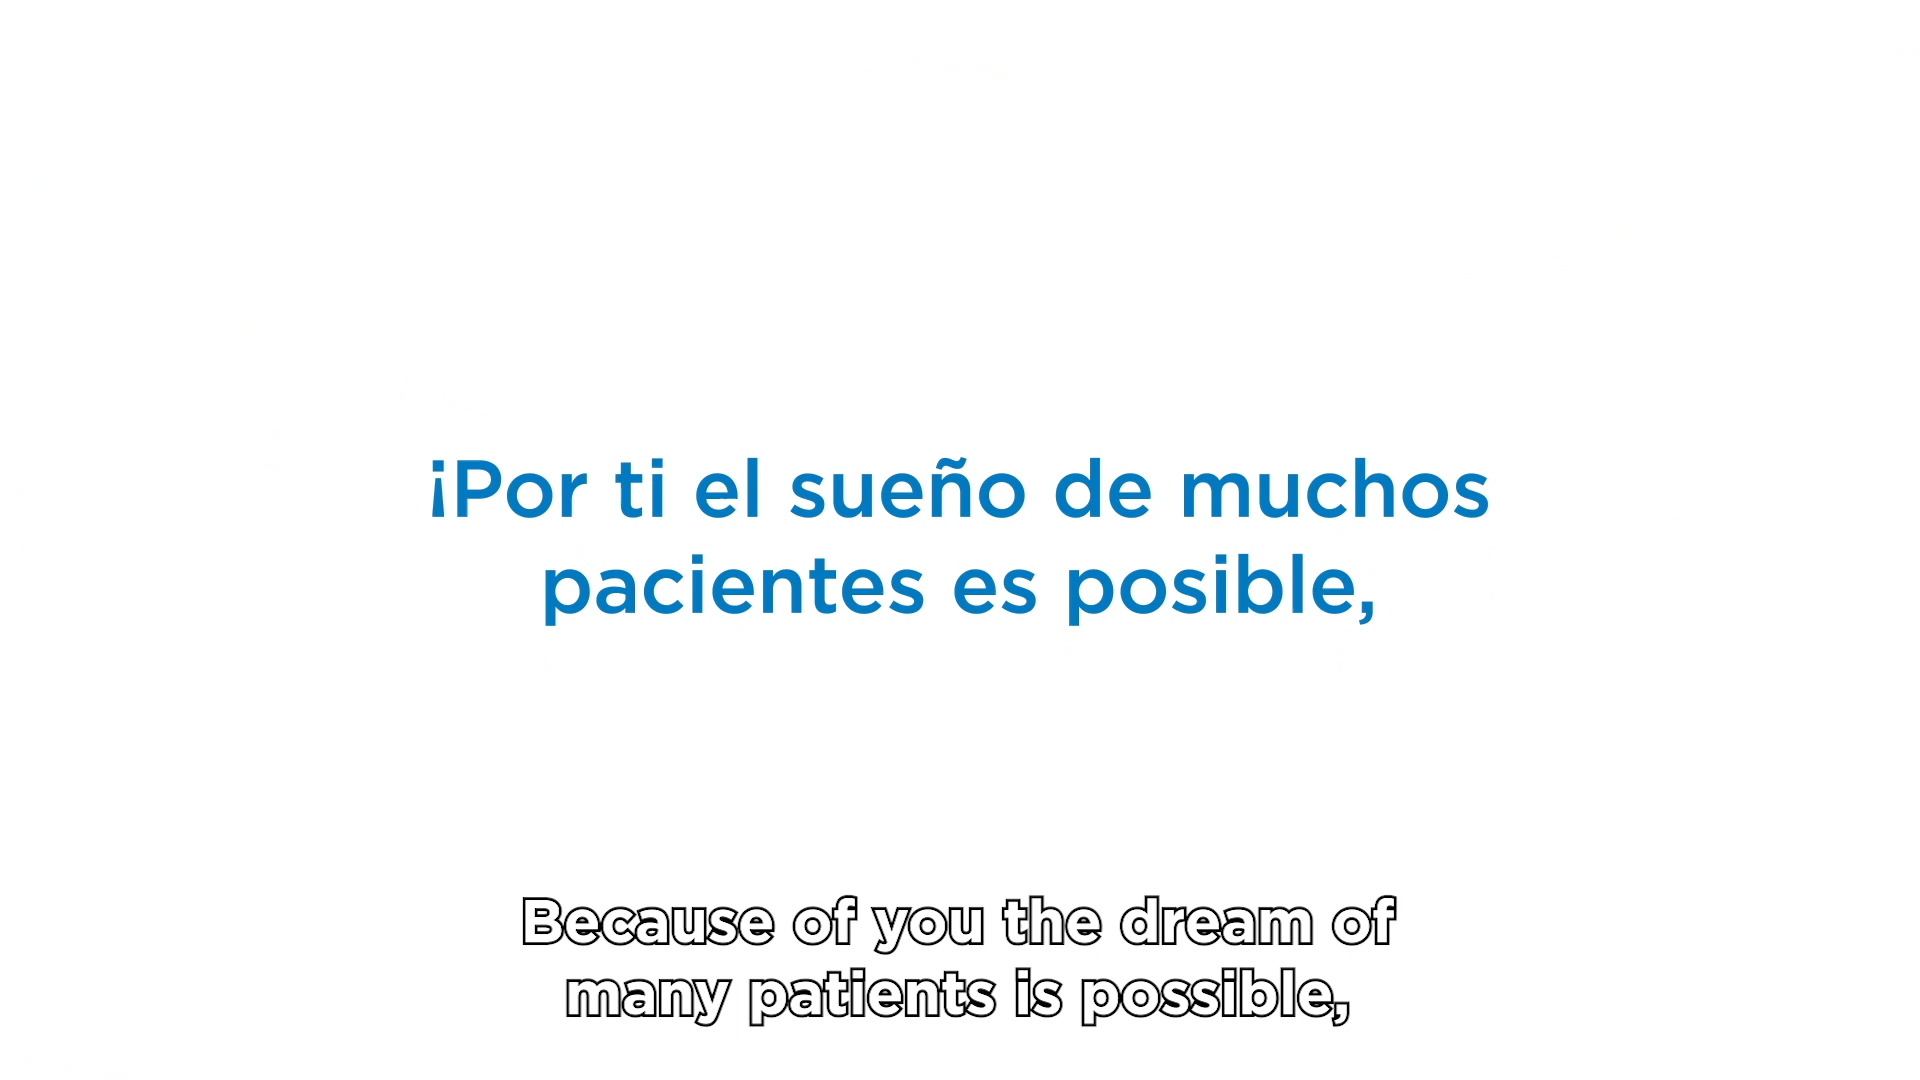 ¡Por ti el sueño de muchos
pacientes es posible,
Because of you the dream of
many patients is possible,